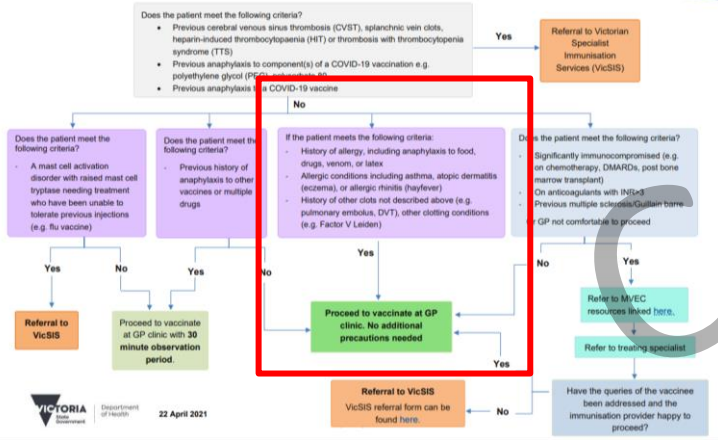 Does the patient meet the following criteria?
• Previous cerebral venous sinus thrombosis (CVST), splanchnic vein clots,
heparin-induced thrombocytopaenia (HIT) or thrombosis with thrombocytopenia
syndrome (TTS)
• Previous anaphylaxis to component(s) of a COVID-19 vaccination e.g.
polyethylene glycol (PEG), polysorbate 80
• Previous anaphylaxis to a COVID-19 vaccine
Yes
Referral to Victorian
Specialist
Immunisation
Services (VicSIS)
No
Does the patient meet the
following criteria?
- A mast cell activation
disorder with raised mast cell
tryptase needing treatment
who have been unable to
tolerate previous injections
(e.g. flu vaccine)
Does the patient meet the
following criteria?
- Previous history of
anaphylaxis to other
vaccines or multiple
drugs
If the patient meets the following criteria:
- History of allergy, including anaphylaxis to food,
drugs, venom, or latex
- Allergic conditions including asthma, atopic dermatitis
(eczema), or allergic rhinitis (hayfever)
- History of other clots not described above (e.g.
pulmonary embolus, DVT), other clotting conditions
(e.g. Factor V Leiden)
Does the patient meet the following criteria?
- Significantly immunocompromised (e.g.
on chemotherapy, DMARDs, post bone
marrow transplant)
- On anticoagulants with INR>3
- Previous multiple sclerosis/Guillain barre
or GP not comfortable to proceed
Yes
No
Yes
No
Yes
No
Yes
Referral to
VicSIS
Proceed to vaccinate
at GP clinic with 30
minute observation
period.
Proceed to vaccinate at GP
clinic. No additional
precautions needed
Refer to MVEC
resources linked here.
Refer to treating specialist
Yes
Referral to VicSIS
VicSIS referral form can be
found here.
No
Have the queries of the vaccinee
been addressed and the
immunisation provider happy to
proceed?
VICTORIA
State
Government
Department
of Health
22 April 2021